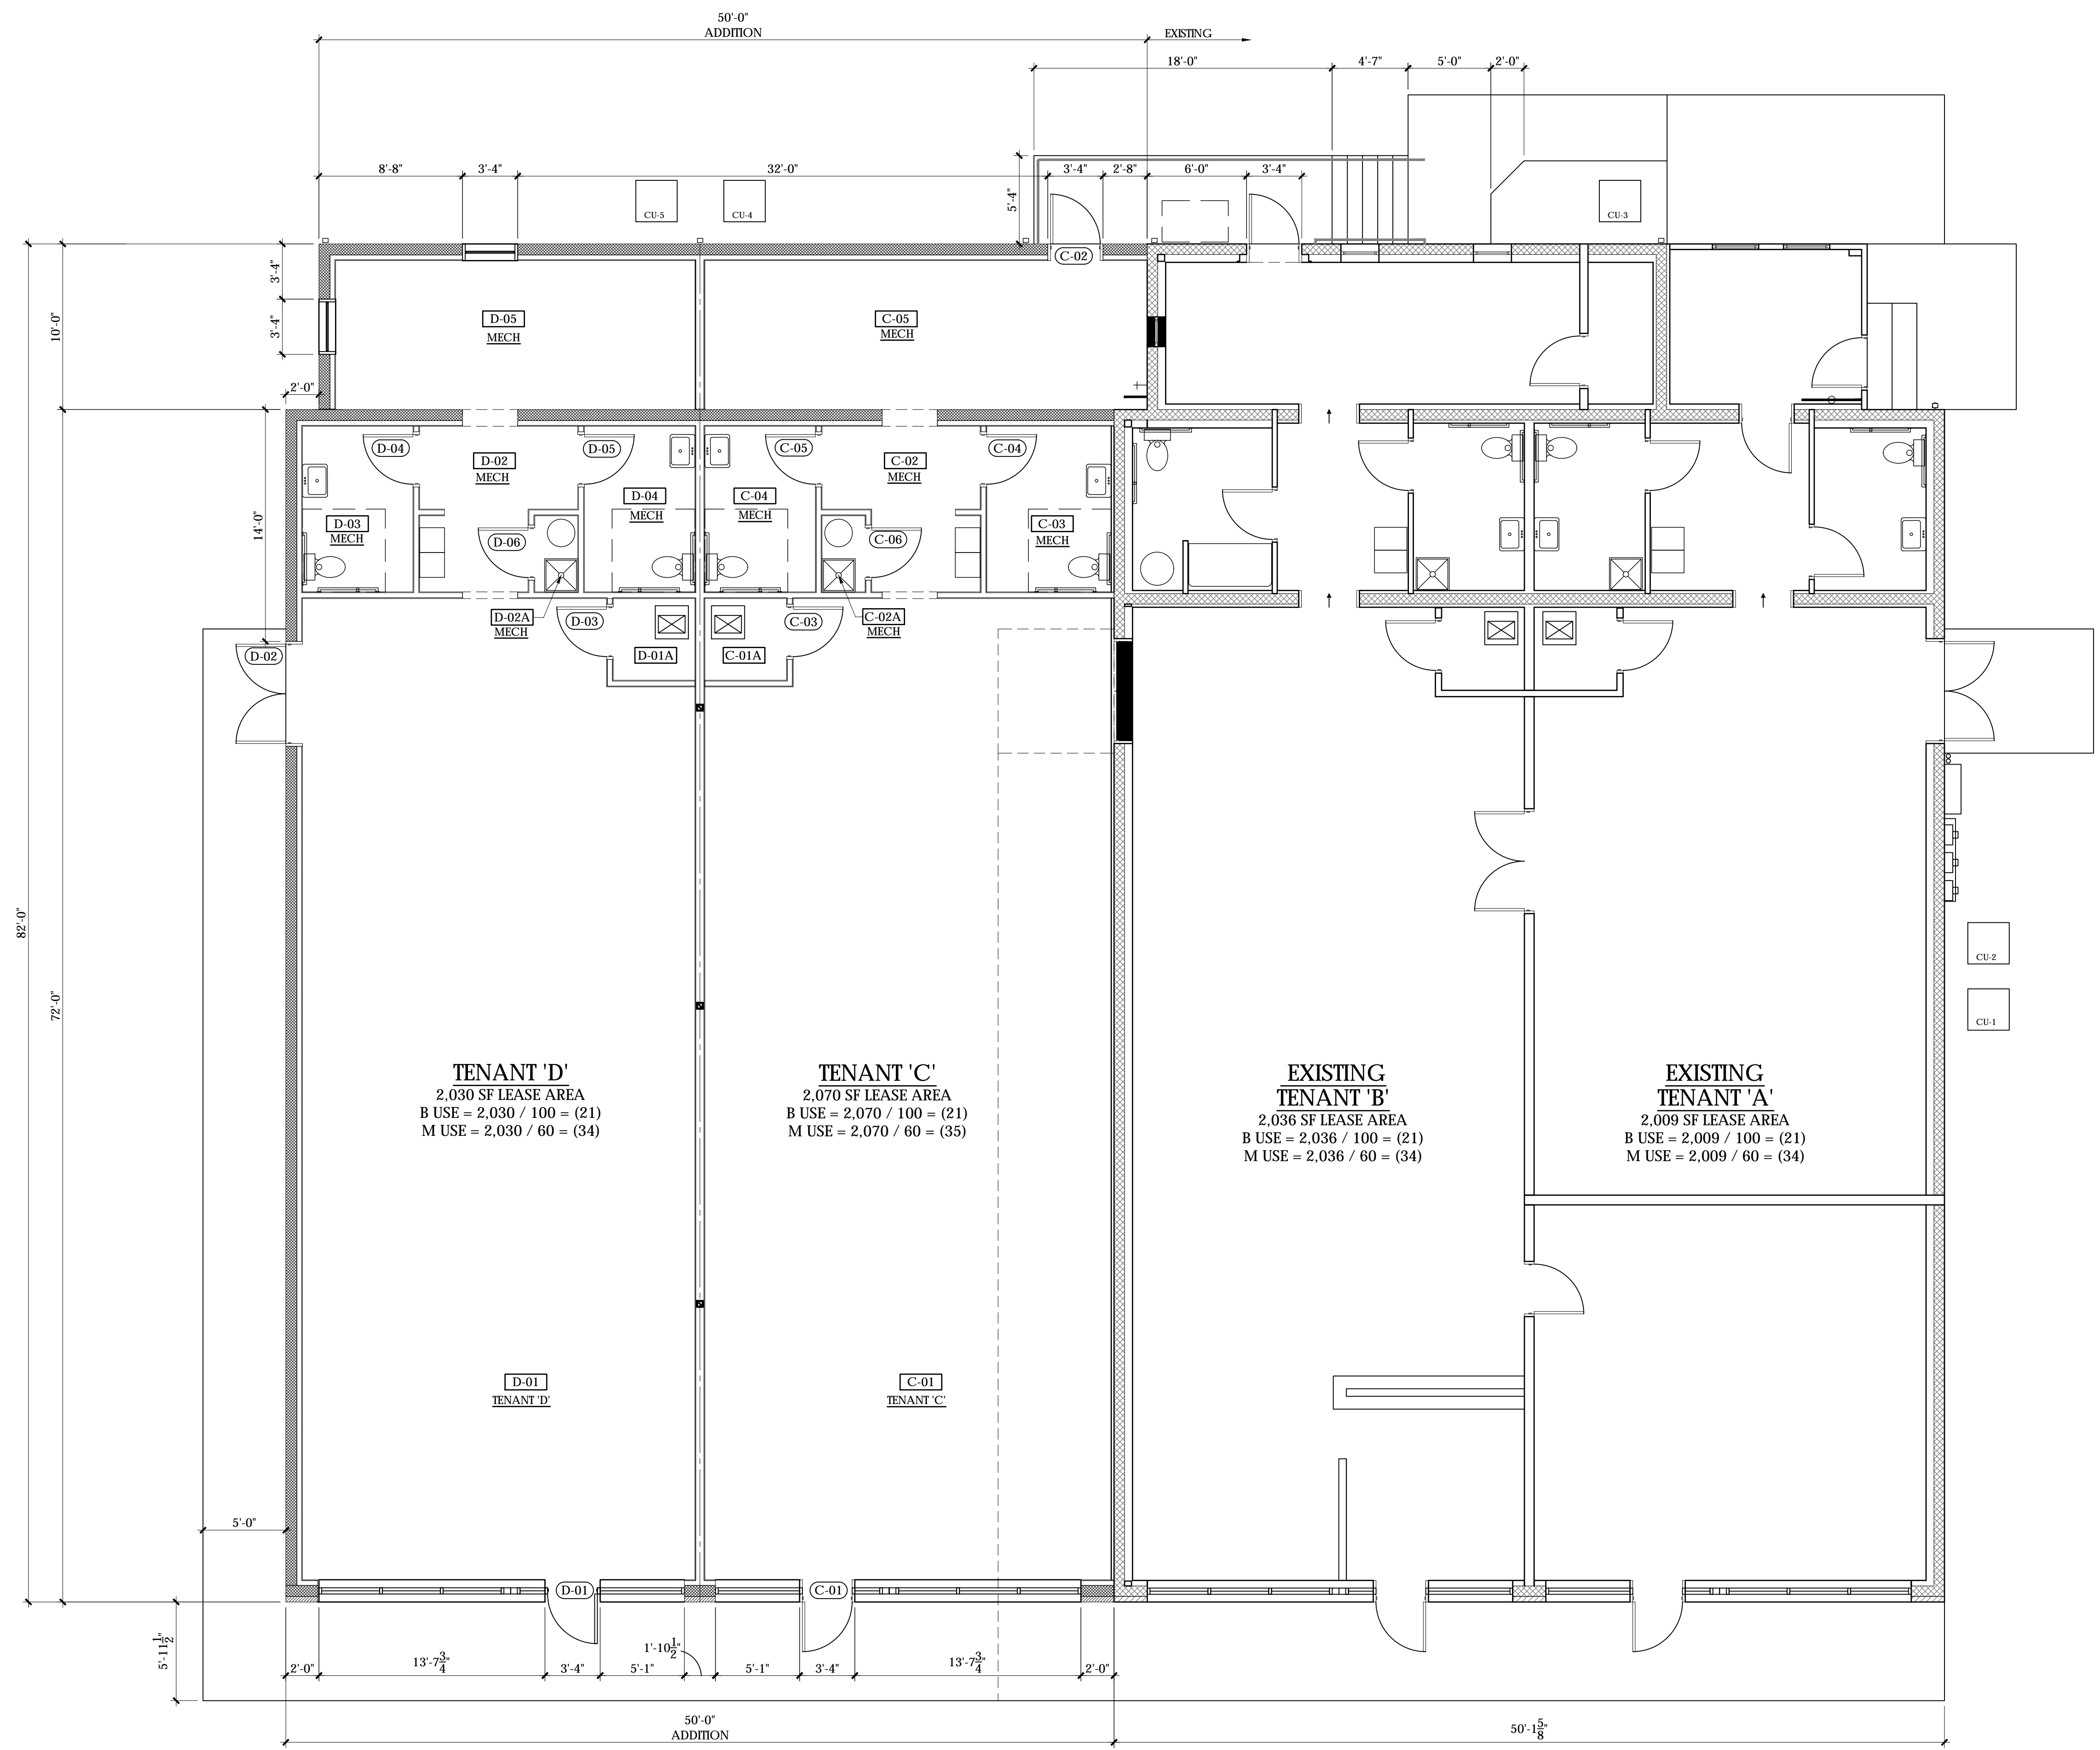 50'-0"
ADDITION
EXISTING
18'-0"
4'-7"
5'-0"
2'-0"
8'-8"
3'-4"
32'-0"
3'-4"
2'-8"
6'-0"
3'-4"
5'-4"
CU-5
CU-4
CU-3
C-02
3'-4"
3'-4"
10'-0"
2'-0"
D-05
MECH
C-05
MECH
D-04
D-05
C-05
C-04
D-02
MECH
C-02
MECH
D-04
MECH
C-04
MECH
D-03
MECH
C-03
MECH
14'-0"
D-06
C-06
D-02A
MECH
D-03
C-03
C-02A
MECH
D-02
D-01A
C-01A
82'-0"
72'-0"
CU-2
CU-1
TENANT 'D'
2,030 SF LEASE AREA
B USE = 2,030 / 100 = (21)
M USE = 2,030 / 60 = (34)
TENANT 'C'
2,070 SF LEASE AREA
B USE = 2,070 / 100 = (21)
M USE = 2,070 / 60 = (35)
EXISTING
TENANT 'B'
2,036 SF LEASE AREA
B USE = 2,036 / 100 = (21)
M USE = 2,036 / 60 = (34)
EXISTING
TENANT 'A'
2,009 SF LEASE AREA
B USE = 2,009 / 100 = (21)
M USE = 2,009 / 60 = (34)
D-01
TENANT 'D'
C-01
TENANT 'C'
5'-0"
D-01
C-01
5'-11 1/2"
2'-0"
13'-7 3/4"
3'-4"
5'-1"
1'-10 1/2"
5'-1"
3'-4"
13'-7 3/4"
2'-0"
50'-0"
ADDITION
50'-1 5/8"